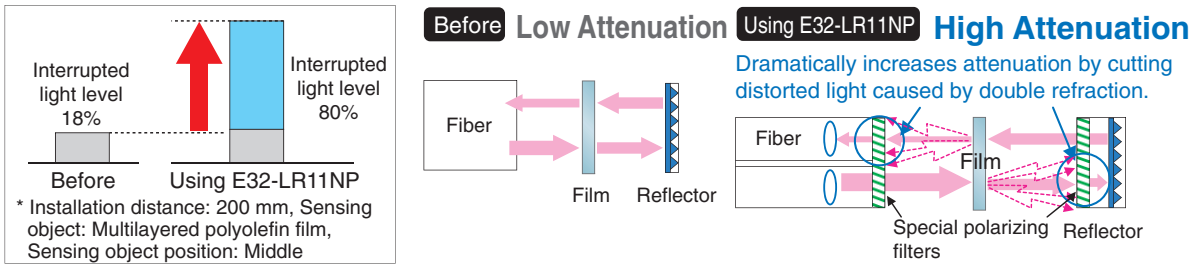 Interrupted
light level
18%
Interrupted
light level
80%
Before
Using E32-LR11NP
* Installation distance: 200 mm, Sensing
object: Multilayered polyolefin film,
Sensing object position: Middle
Before Low Attenuation
Fiber
Film
Reflector
Using E32-LR11NP High Attenuation
Dramatically increases attenuation by cutting
distorted light caused by double refraction.
Fiber
Film
Special polarizing
filters
Reflector